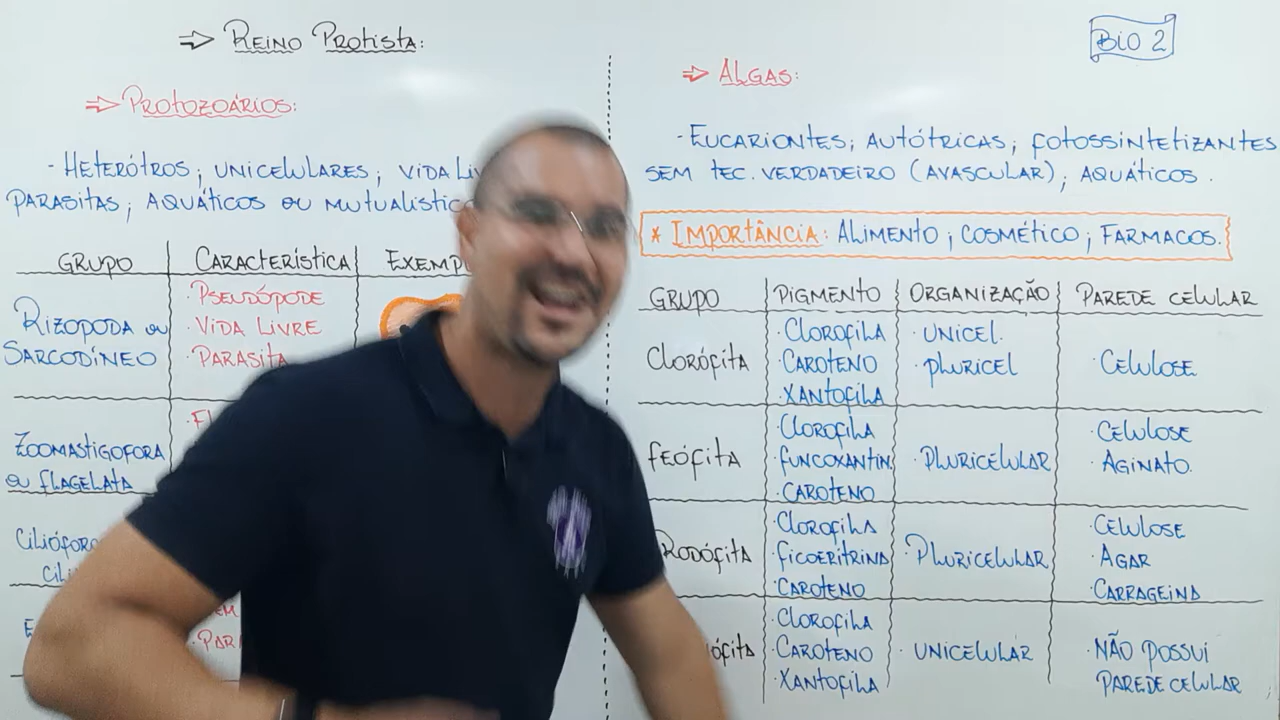 ⇒ Reino Protista:
⇒ Protozoários:
- Heterótros; unicelulares; vida
parasitas; aquáticos ou mutualístico
Grupo Característica
Rizopoda ou
Sarcodíneo
· Pseudópode
· Vida livre
· Parasita
Zoomastigofora
ou flagelata
Bio 2
⇒ Algas:
- Eucariontes; autótricas; fotossintetizantes
sem tec. verdadeiro (avascular); aquáticos.
* Importância: Alimento; cosmético; farmacos.
Grupo Pigmento Organização Parede celular
Clorófita
· Clorofila
· Caroteno
· Xantofila
· Unicel.
· Pluricel
· Celulose
Feófita
· Clorofila
· Funcoxantin
· Caroteno
· Pluricelular
· Celulose
· Aginato.
Rodófita
· Clorofila
· Ficoeritrina
· Caroteno
· Pluricelular
· Celulose
· Agar
· Carrageina
· Clorofila
· Caroteno
· Xantofila
· Unicelular
· Não possui
parede celular